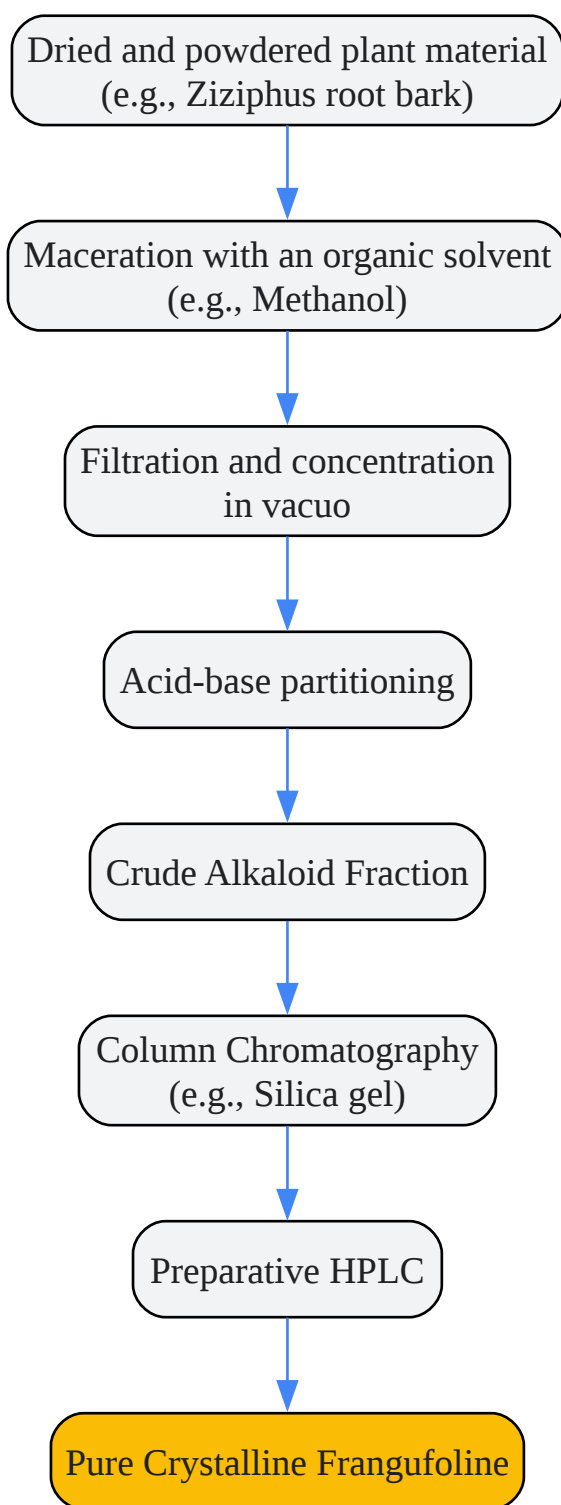 Dried and powdered plant material
(e.g., Ziziphus root bark)
Maceration with an organic solvent
(e.g., Methanol)
Filtration and concentration
in vacuo
Acid-base partitioning
Crude Alkaloid Fraction
Column Chromatography
(e.g., Silica gel)
Preparative HPLC
Pure Crystalline Frangufoline